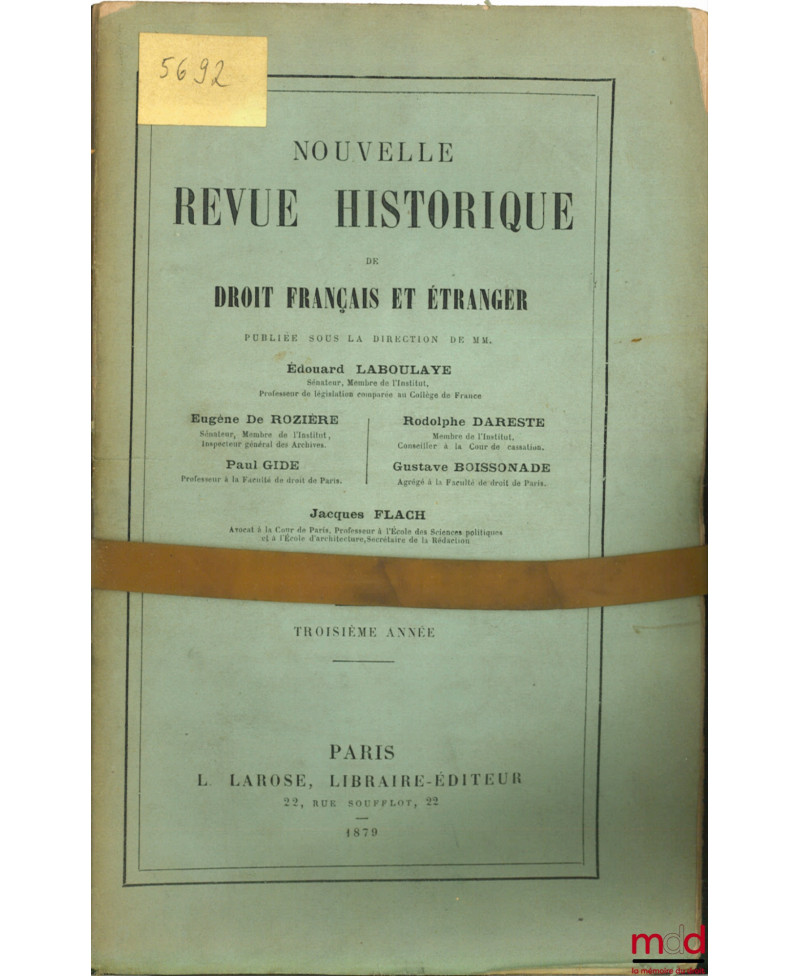 5692
NOUVELLE
REVUE HISTORIQUE
DE
DROIT FRANÇAIS ET ÉTRANGER
PUBLIÉE SOUS LA DIRECTION DE MM.
Édouard LABOULAYE
Sénateur, Membre de l'Institut,
Professeur de législation comparée au Collége de France
Eugène De ROZIÈRE
Sénateur, Membre de l'Institut,
Inspecteur général des Archives.
Rodolphe DARESTE
Membre de l'Institut,
Conseiller à la Cour de cassation.
Paul GIDE
Professeur à la Faculté de droit de Paris.
Gustave BOISSONADE
Agrégé à la Faculté de droit de Paris.
Jacques FLACH
Avocat à la Cour de Paris, Professeur à l'École des Sciences politiques
et à l'École d'architecture, Secrétaire de la Rédaction
TROISIÈME ANNÉE
PARIS
L. LAROSE, LIBRAIRE-ÉDITEUR
22, RUE SOUFFLOT, 22
1879
mdd
la mémoire du droit